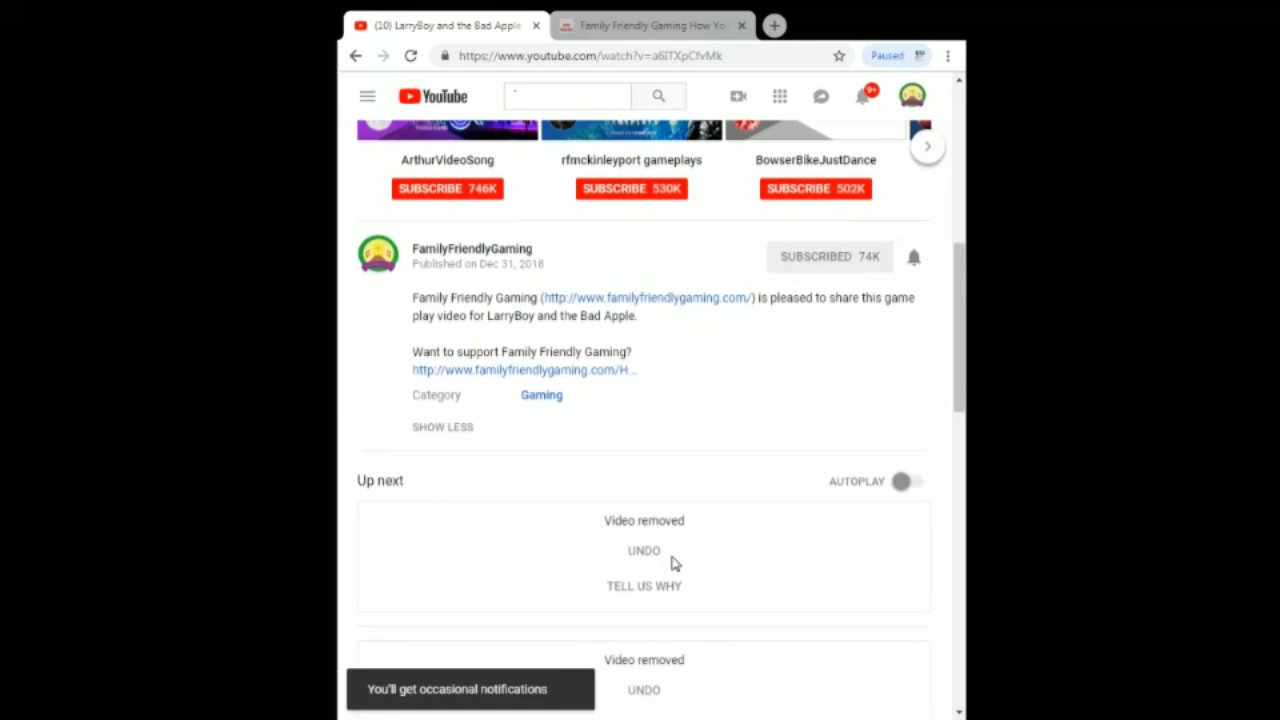 (10) LarryBoy and the Bad Apple
Family Friendly Gaming How Yo
https://www.youtube.com/watch?v=a6ITXpCfvMk
Paused
YouTube
9+
ArthurVideoSong
rfmckinleyport gameplays
BowserBikeJustDance
SUBSCRIBE 746K
SUBSCRIBE 530K
SUBSCRIBE 502K
FamilyFriendlyGaming
Published on Dec 31, 2018
SUBSCRIBED 74K
Family Friendly Gaming (http://www.familyfriendlygaming.com/) is pleased to share this game
play video for LarryBoy and the Bad Apple.
Want to support Family Friendly Gaming?
http://www.familyfriendlygaming.com/H...
Category
Gaming
SHOW LESS
Up next
AUTOPLAY
Video removed
UNDO
TELL US WHY
Video removed
UNDO
You'll get occasional notifications